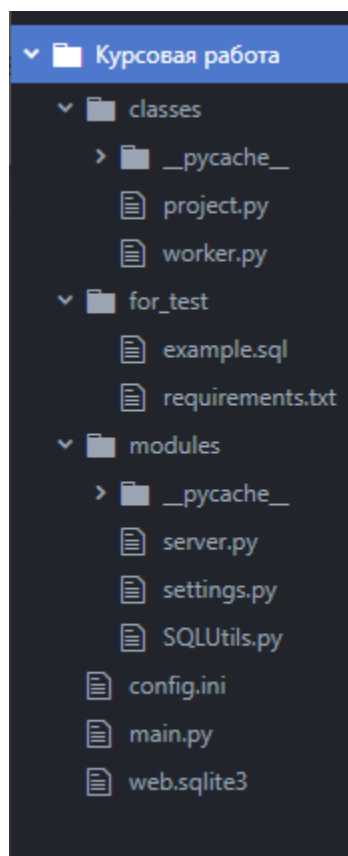 Курсовая работа
classes
__pycache__
project.py
worker.py
for_test
example.sql
requirements.txt
modules
__pycache__
server.py
settings.py
SQLUtils.py
config.ini
main.py
web.sqlite3